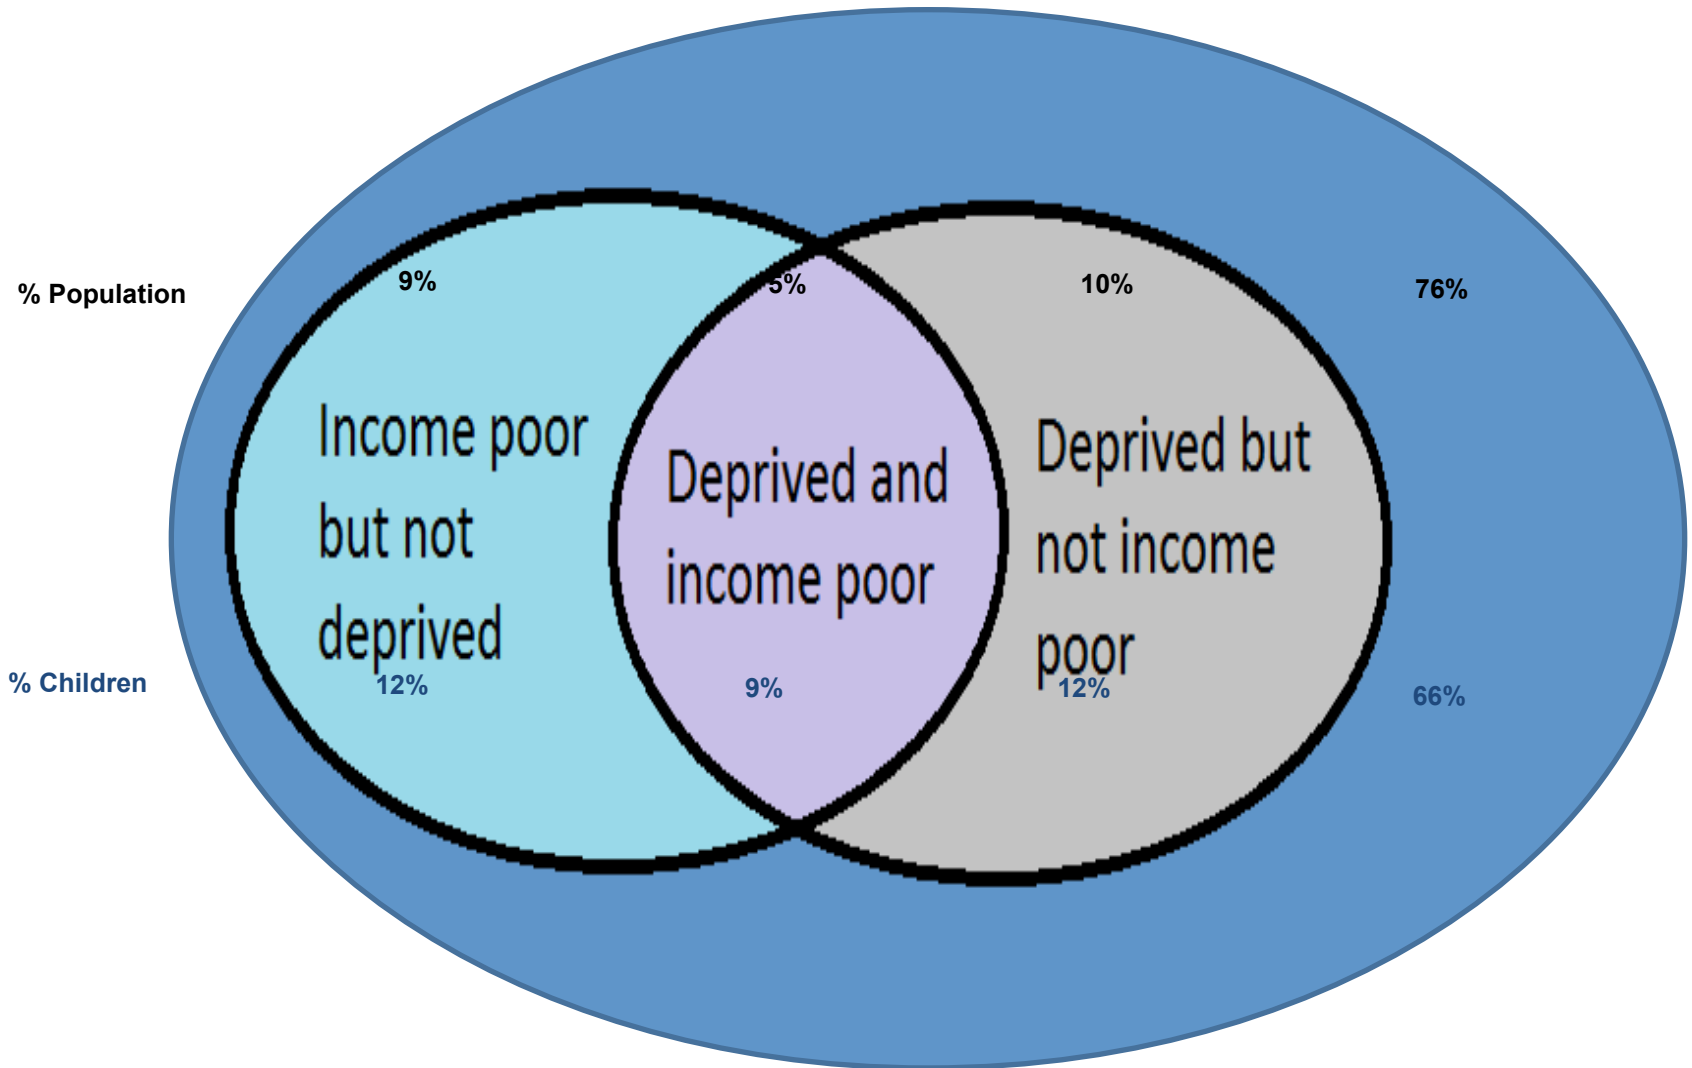 % Population
9%
5%
10%
76%
Income poor
but not
deprived
Deprived and
income poor
Deprived but
not income
poor
% Children
12%
9%
12%
66%